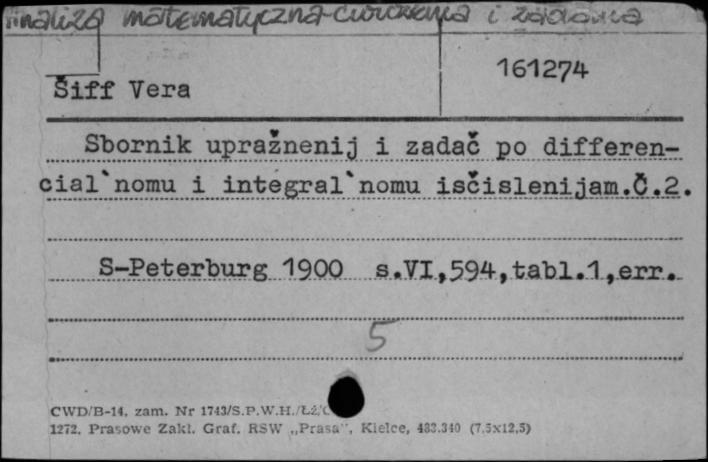 Analiza matematyczna-ćwiczenia i zadania
161274
Šiff Vera
Sbornik upražnenij i zadač po differen-
cial`nomu i integral`nomu isčislenijam.Č.2.
S-Peterburg 1900 s.VI,594,tabl.1,err.
5
CWD/B-14, zam. Nr 1743/S.P.W.H./Łż/
1272. Prasowe Zakł. Graf. RSW „Prasa”, Kielce, 433.340 (7,5x12,5)